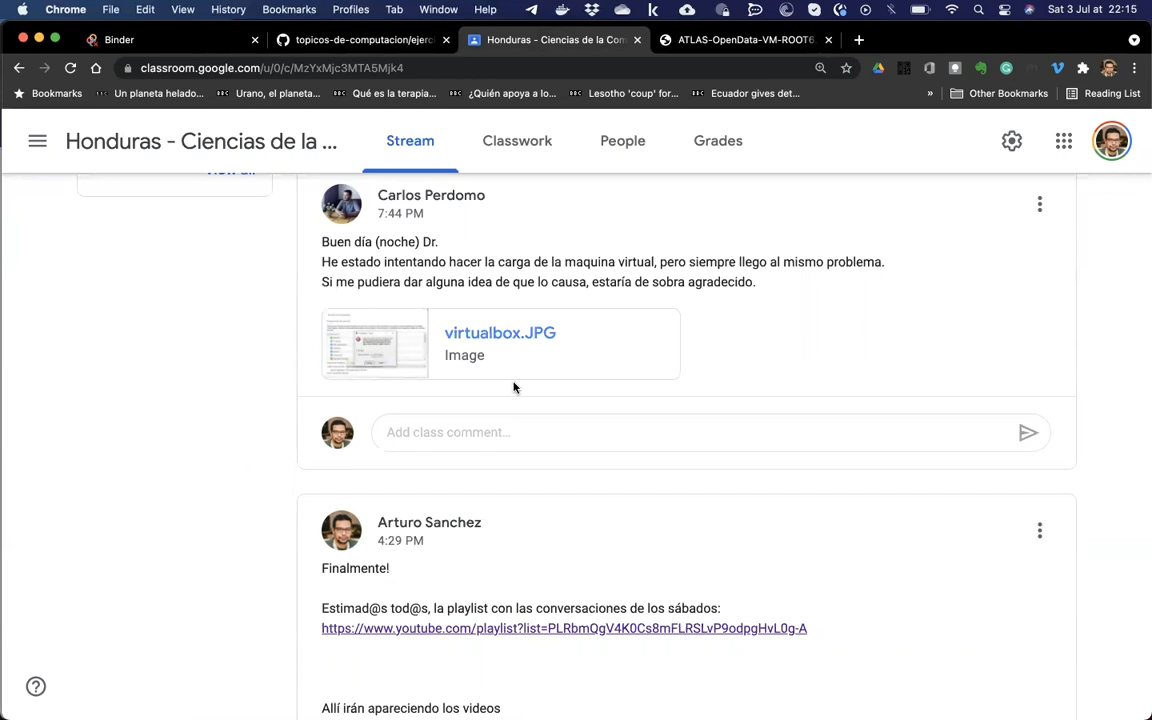 Chrome File Edit View History Bookmarks Profiles Tab Window Help Sat 3 Jul at 22:15
Binder
topicos-de-computacion/ejerci
Honduras - Ciencias de la Com
ATLAS-OpenData-VM-ROOT6
classroom.google.com/u/0/c/MzYxMjc3MTA5Mjk4
Bookmarks
Un planeta helado...
Urano, el planeta...
Qué es la terapia...
¿Quién apoya a lo...
Lesotho 'coup' for...
Ecuador gives det...
» Other Bookmarks
Reading List
Honduras - Ciencias de la ...
Stream Classwork People Grades
View all
Carlos Perdomo
7:44 PM
Buen día (noche) Dr.
He estado intentando hacer la carga de la maquina virtual, pero siempre llego al mismo problema.
Si me pudiera dar alguna idea de que lo causa, estaría de sobra agradecido.
virtualbox.JPG
Image
Add class comment...
Arturo Sanchez
4:29 PM
Finalmente!
Estimad@s tod@s, la playlist con las conversaciones de los sábados:
https://www.youtube.com/playlist?list=PLRbmQgV4K0Cs8mFLRSLvP9odpgHvL0g-A
Allí irán apareciendo los videos